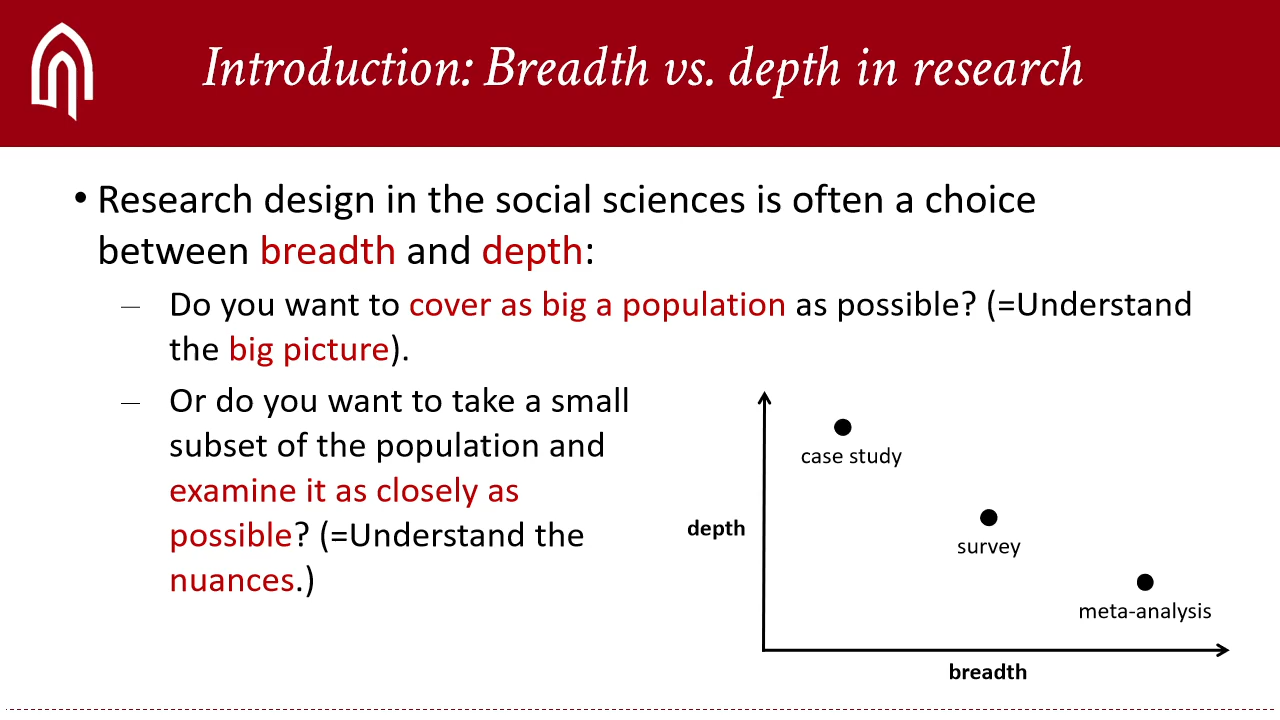 Introduction: Breadth vs. depth in research
• Research design in the social sciences is often a choice
between breadth and depth:
– Do you want to cover as big a population as possible? (=Understand
the big picture).
– Or do you want to take a small
subset of the population and
examine it as closely as
possible? (=Understand the
nuances.)
case study
depth
survey
meta-analysis
breadth